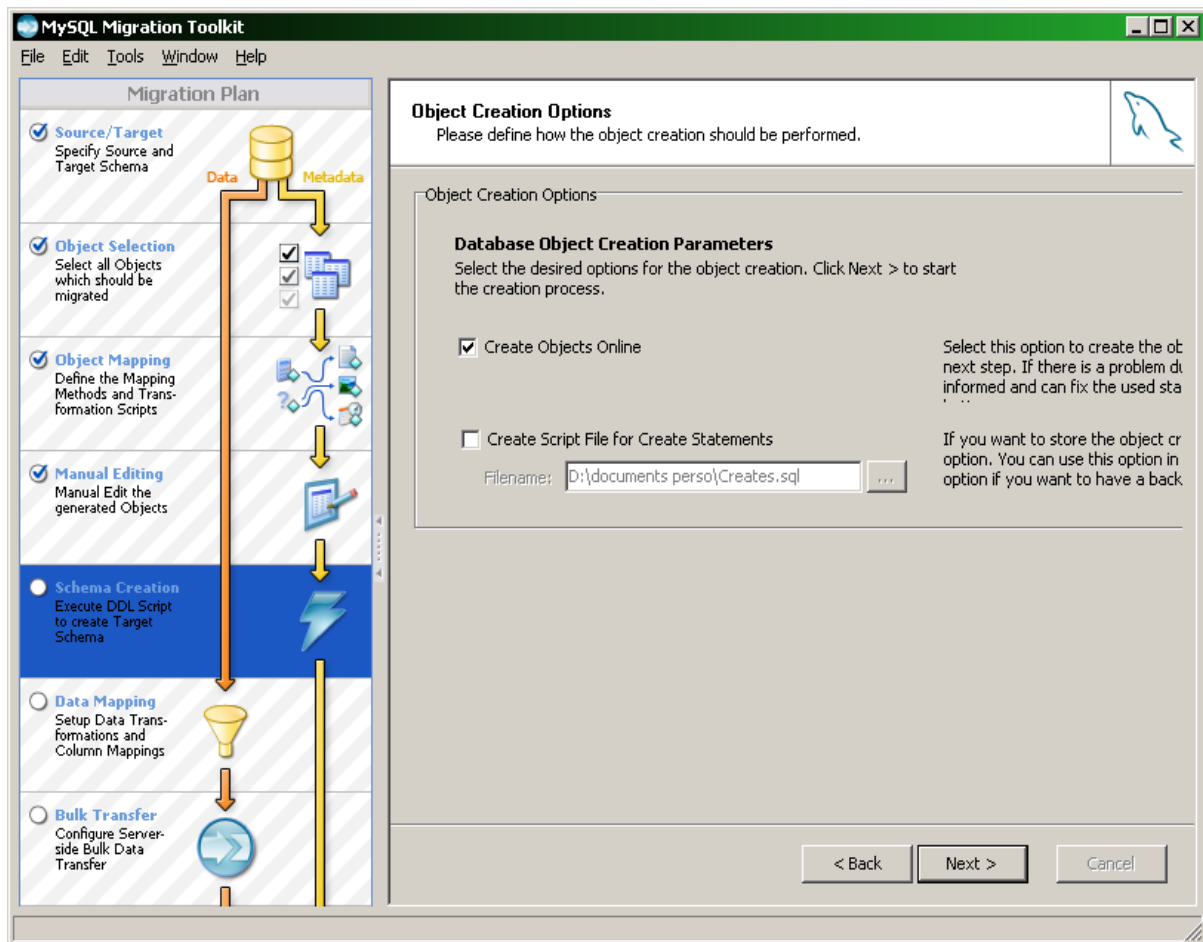 MySQL Migration Toolkit
File Edit Tools Window Help
Migration Plan
Source/Target
Specify Source and
Target Schema
Data
Metadata
Object Selection
Select all Objects
which should be
migrated
Object Mapping
Define the Mapping
Methods and Trans-
formation Scripts
Manual Editing
Manual Edit the
generated Objects
Schema Creation
Execute DDL Script
to create Target
Schema
Data Mapping
Setup Data Trans-
formations and
Column Mappings
Bulk Transfer
Configure Server-
side Bulk Data
Transfer
Object Creation Options
Please define how the object creation should be performed.
Object Creation Options
Database Object Creation Parameters
Select the desired options for the object creation. Click Next > to start
the creation process.
Create Objects Online
Select this option to create the ob
next step. If there is a problem du
informed and can fix the used sta
Create Script File for Create Statements
Filename: D:\documents perso\Creates.sql ...
If you want to store the object cr
option. You can use this option in
option if you want to have a back
< Back
Next >
Cancel